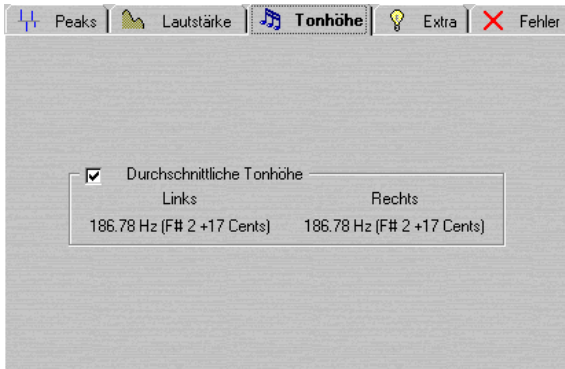 Peaks Lautstärke Tonhöhe Extra Fehler
Durchschnittliche Tonhöhe
Links Rechts
186.78 Hz (F# 2 +17 Cents) 186.78 Hz (F# 2 +17 Cents)